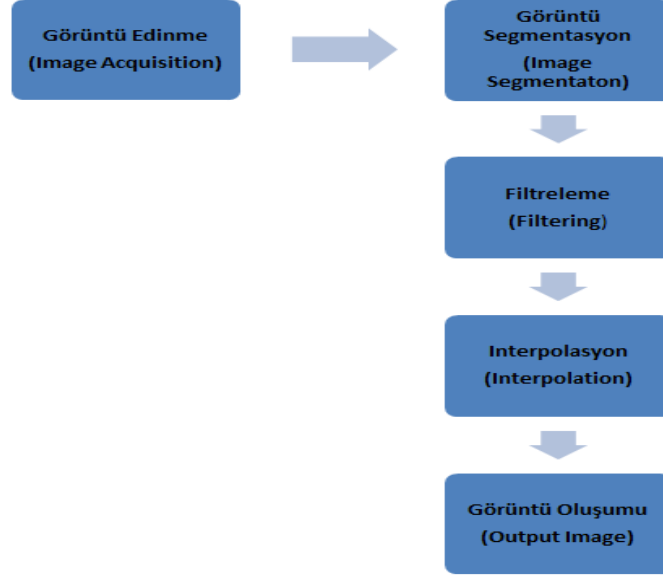 Görüntü Edinme
(Image Acquisition)
Görüntü
Segmentasyon
(Image
Segmentaton)
Filtreleme
(Filtering)
Interpolasyon
(Interpolation)
Görüntü Oluşumu
(Output Image)